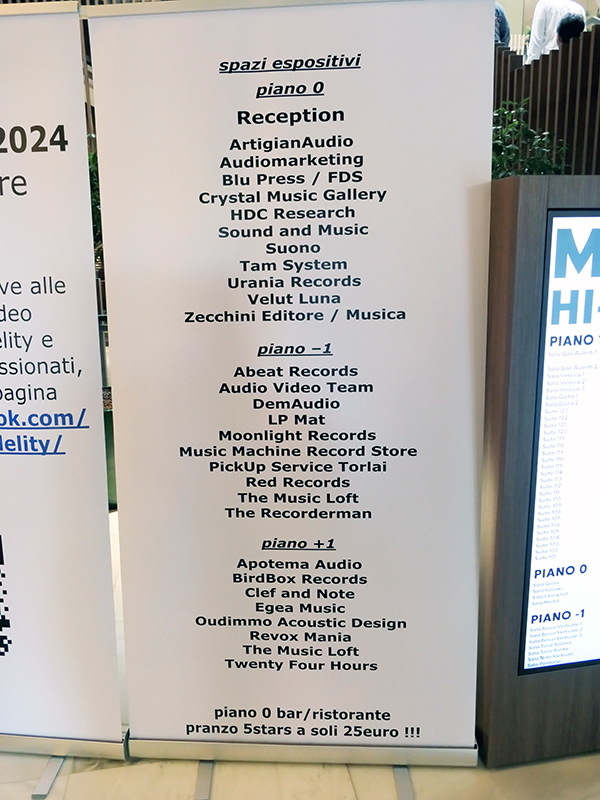 2024
re
ve alle
deo
elity e
ssionati,
pagina
ok.com/
delity/
spazi espositivi
piano 0
Reception
ArtigianAudio
Audiomarketing
Blu Press / FDS
Crystal Music Gallery
HDC Research
Sound and Music
Suono
Tam System
Urania Records
Velut Luna
Zecchini Editore / Musica
piano –1
Abeat Records
Audio Video Team
DemAudio
LP Mat
Moonlight Records
Music Machine Record Store
PickUp Service Torlai
Red Records
The Music Loft
The Recorderman
piano +1
Apotema Audio
BirdBox Records
Clef and Note
Egea Music
Oudimmo Acoustic Design
Revox Mania
The Music Loft
Twenty Four Hours
piano 0 bar/ristorante
pranzo 5stars a soli 25euro !!!
M
HI-
PIANO
PIANO 0
PIANO -1